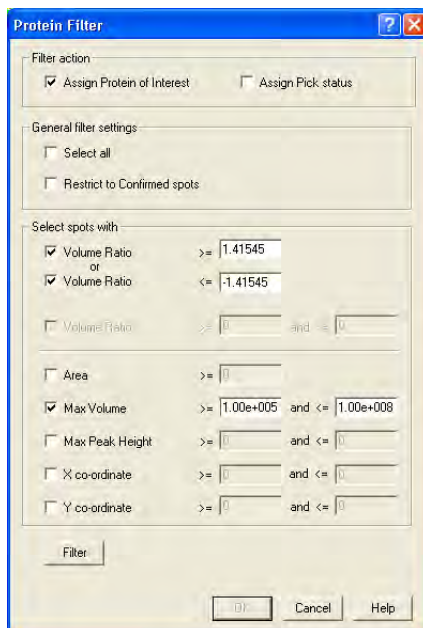 Protein Filter
Filter action
Assign Protein of Interest Assign Pick status
General filter settings
Select all
Restrict to Confirmed spots
Select spots with
Volume Ratio >= 1.41545
or
Volume Ratio <= -1.41545
Volume Ratio >= 0 and <= 0
Area >= 0
Max Volume >= 1.00e+005 and <= 1.00e+008
Max Peak Height >= 0 and <= 0
X co-ordinate >= 0 and <= 0
Y co-ordinate >= 0 and <= 0
Filter
OK Cancel Help